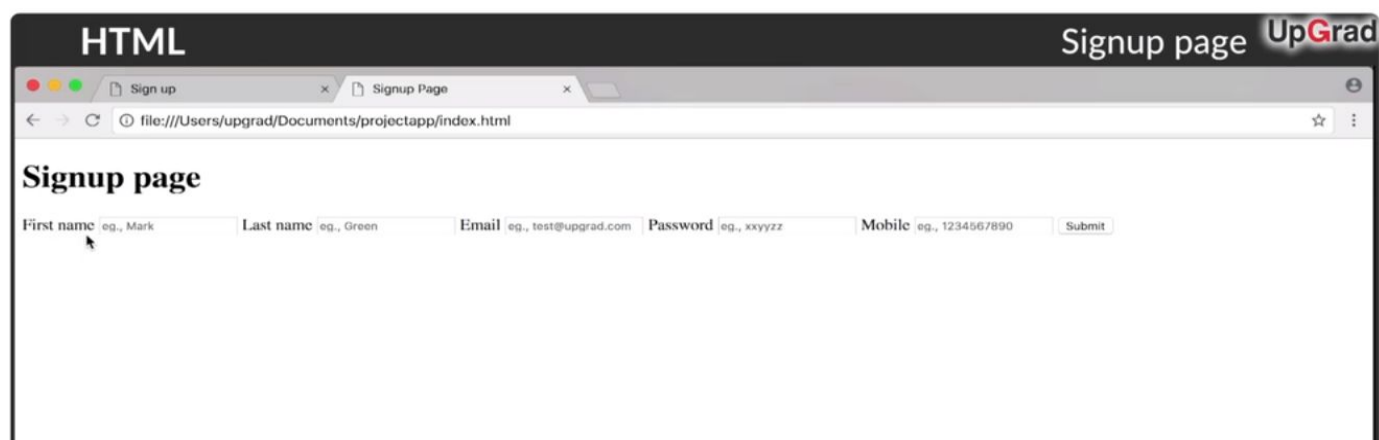 HTML
Signup page UpGrad
Sign up × Signup Page ×
file:///Users/upgrad/Documents/projectapp/index.html
Signup page
First name eg., Mark Last name eg., Green Email eg., test@upgrad.com Password eg., xxyyzz Mobile eg., 1234567890 Submit